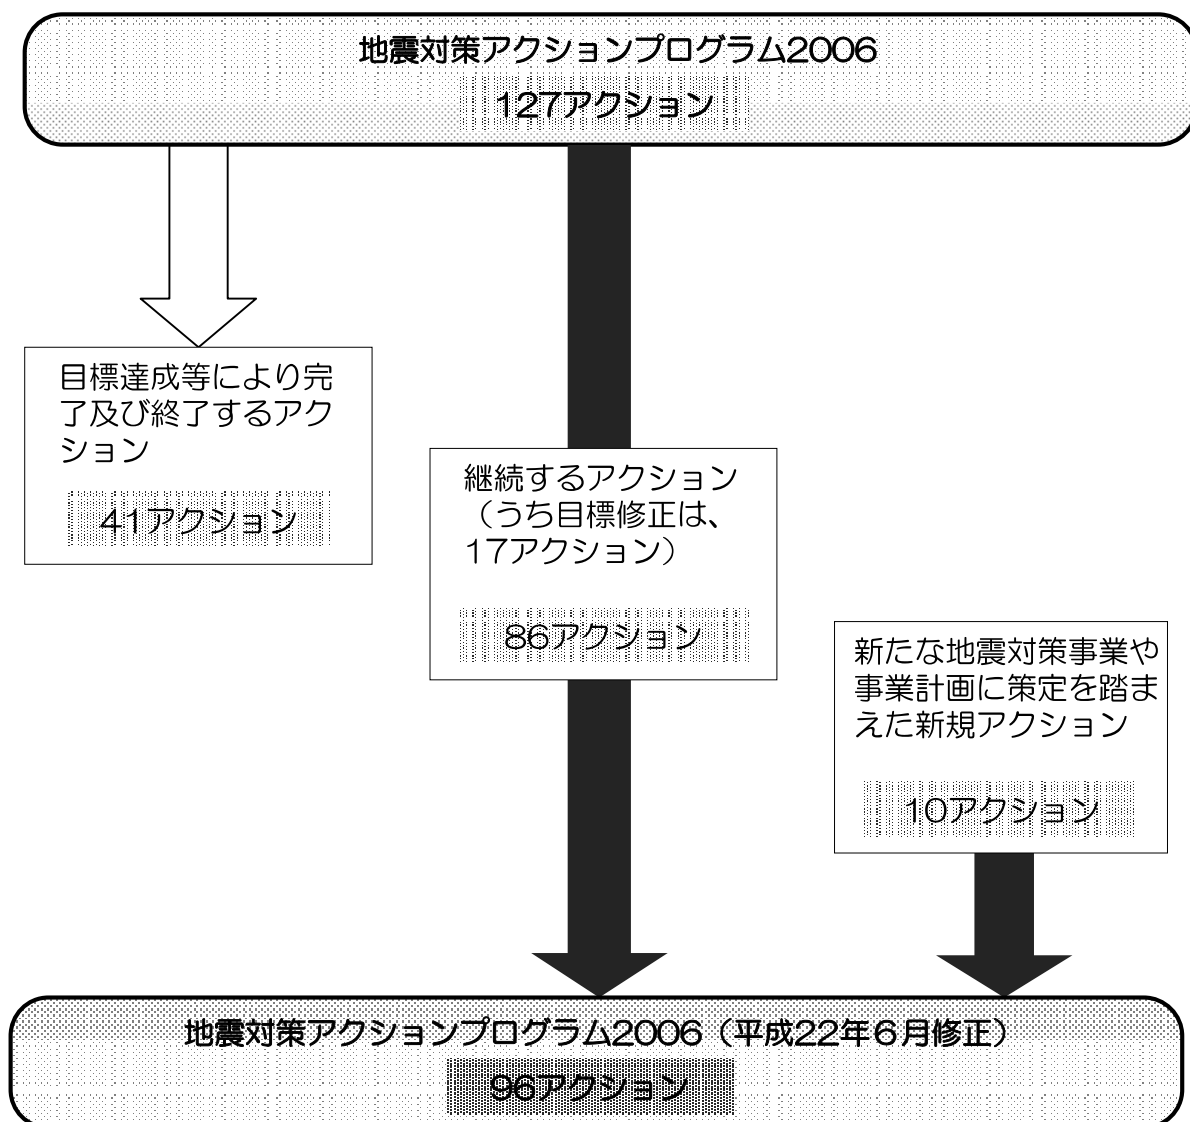 地震対策アクションプログラム2006
127アクション
目標達成等により完
了及び終了するアク
ション
41アクション
継続するアクション
（うち目標修正は、
17アクション）
86アクション
新たな地震対策事業や
事業計画に策定を踏ま
えた新規アクション
10アクション
地震対策アクションプログラム2006（平成22年６月修正）
96アクション